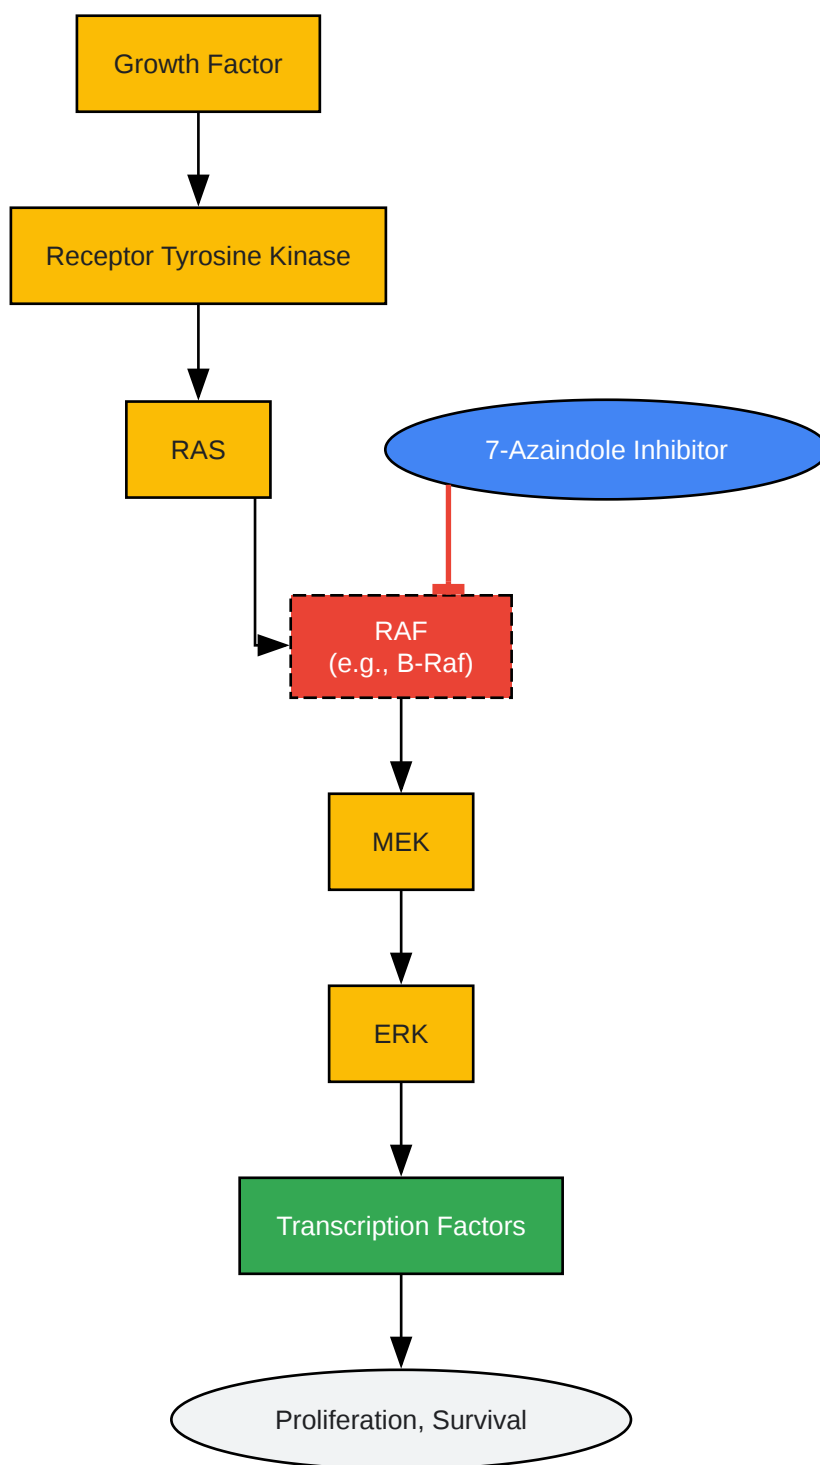 Growth Factor
Receptor Tyrosine Kinase
RAS
7-Azaindole Inhibitor
RAF
(e.g., B-Raf)
MEK
ERK
Transcription Factors
Proliferation, Survival